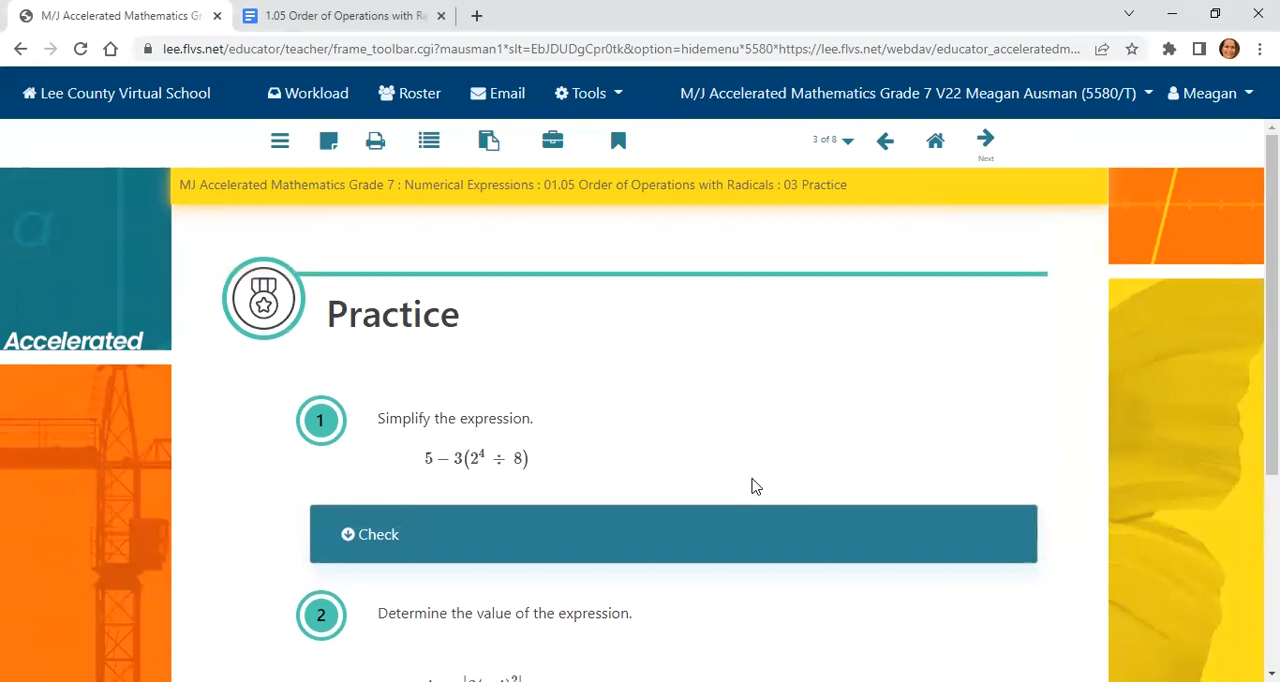 M/J Accelerated Mathematics Gr
1.05 Order of Operations with Ra
lee.flvs.net/educator/teacher/frame_toolbar.cgi?mausman1*slt=EbJDUDgCpr0tk&option=hidemenu*5580*https://lee.flvs.net/webdav/educator_acceleratedm...
Lee County Virtual School Workload Roster Email Tools M/J Accelerated Mathematics Grade 7 V22 Meagan Ausman (5580/T) Meagan
3 of 8
Next
MJ Accelerated Mathematics Grade 7 : Numerical Expressions : 01.05 Order of Operations with Radicals : 03 Practice
α
Accelerated
Practice
1 Simplify the expression.
5 − 3(2⁴ ÷ 8)
Check
2 Determine the value of the expression.